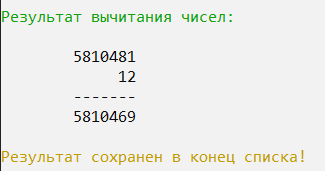 Результат вычитания чисел:
5810481
12
-------
5810469
Результат сохранен в конец списка!